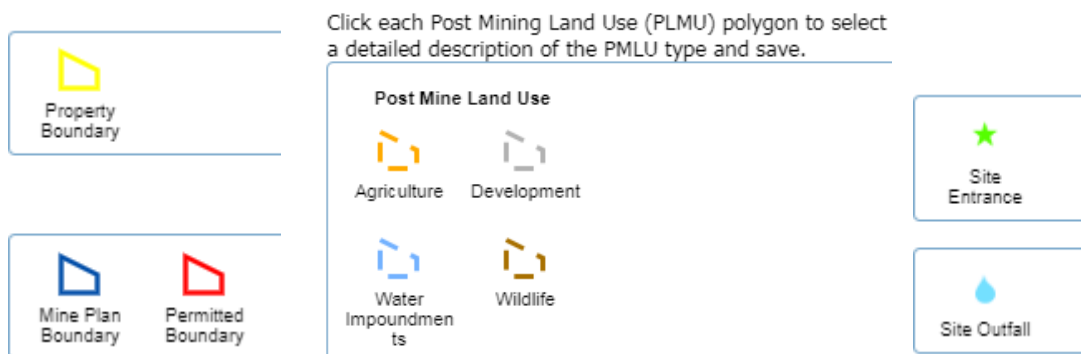 Property
Boundary
Mine Plan
Boundary
Permitted
Boundary
Click each Post Mining Land Use (PLMU) polygon to select
a detailed description of the PMLU type and save.
Post Mine Land Use
Agriculture
Development
Water
Impoundmen
ts
Wildlife
Site
Entrance
Site Outfall